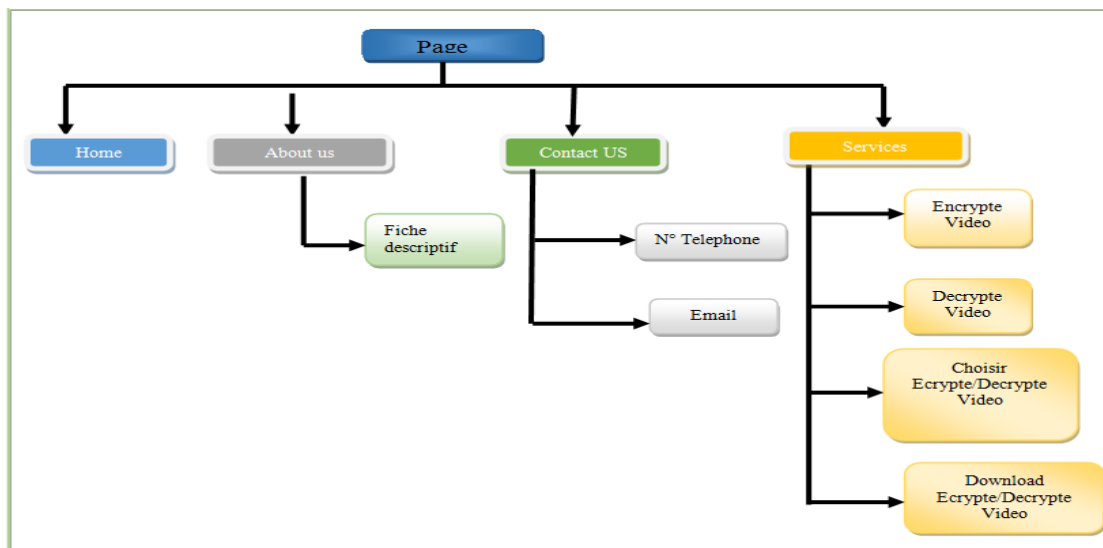 Page
Home
About us
Contact US
Services
Fiche
descriptif
N° Telephone
Email
Encrypte
Video
Decrypte
Video
Choisir
Ecrypte/Decrypte
Video
Download
Ecrypte/Decrypte
Video